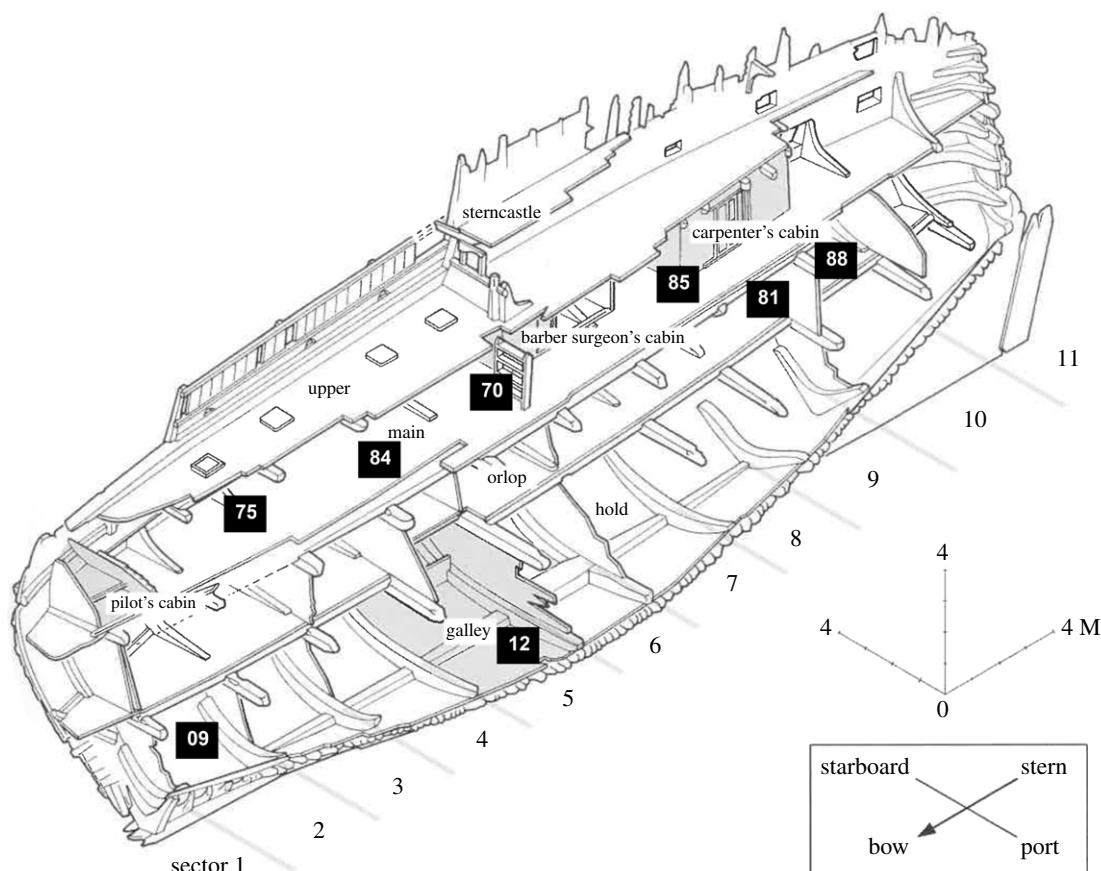 sterncastle
carpenter's cabin
88
85
81
barber surgeon's cabin
upper
70
main
84
orlop
75
hold
pilot's cabin
galley
12
09
sector 1
2
3
4
5
6
7
8
9
10
11
4
4
4 M
0
starboard
stern
bow
port